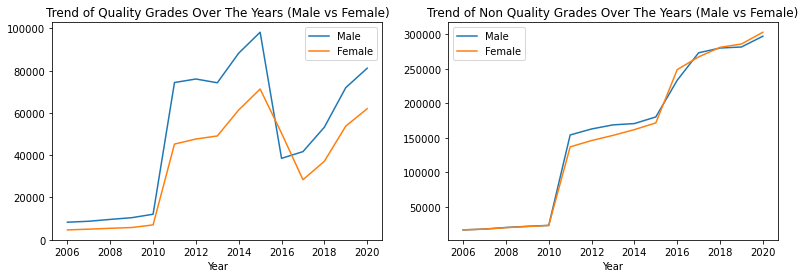 Trend of Quality Grades Over The Years (Male vs Female)
100000
80000
60000
40000
20000
0
2006 2008 2010 2012 2014 2016 2018 2020
Year
Male
Female
Trend of Non Quality Grades Over The Years (Male vs Female)
300000
250000
200000
150000
100000
50000
2006 2008 2010 2012 2014 2016 2018 2020
Year
Male
Female